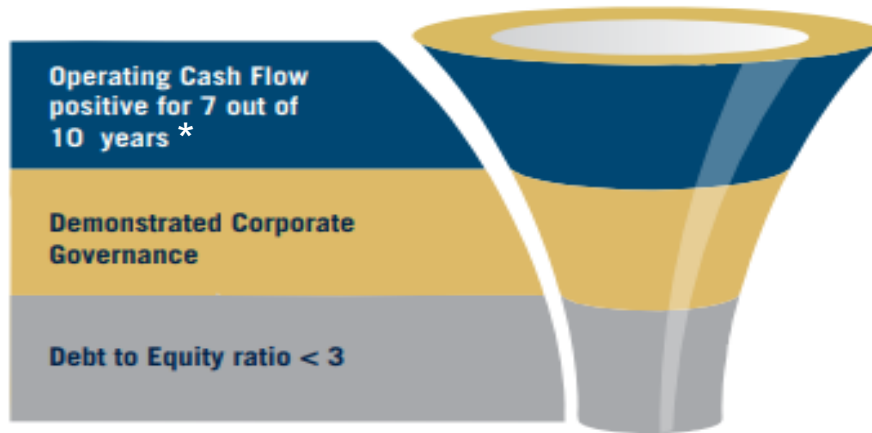 Operating Cash Flow
positive for 7 out of
10 years *
Demonstrated Corporate
Governance
Debt to Equity ratio < 3